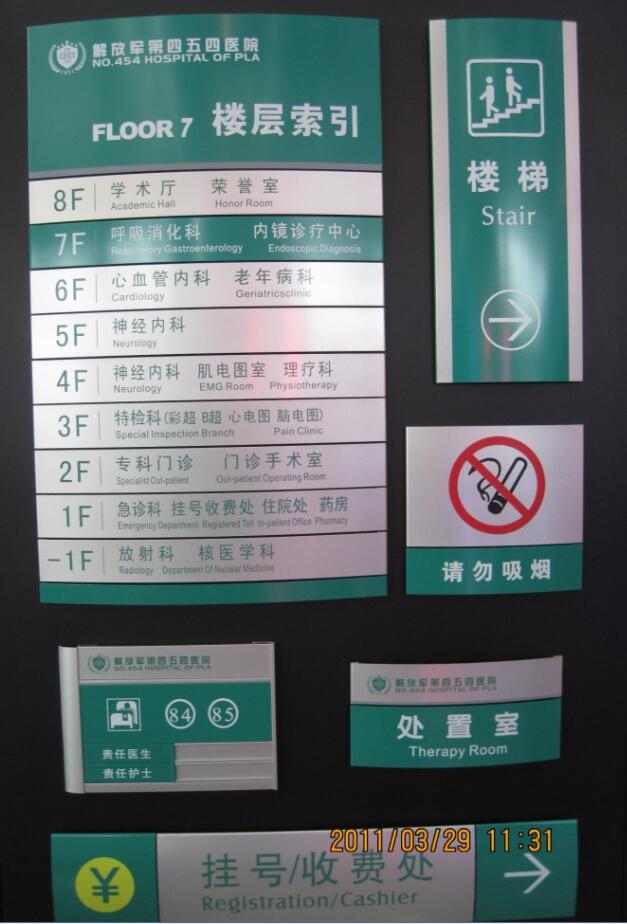 解放军第四五四医院
NO.454 HOSPITAL OF PLA
FLOOR 7 楼层索引
8F 学术厅 荣誉室
Academic Hall Honor Room
7F 呼吸消化科 内镜诊疗中心
Respiratory Gastroenterology Endoscopic Diagnosis
6F 心血管内科 老年病科
Cardiology Geriatricsclinic
5F 神经内科
Neurology
4F 神经内科 肌电图室 理疗科
Neurology EMG Room Physiotherapy
3F 特检科(彩超 B超 心电图 脑电图)
Special Inspection Branch Pain Clinic
2F 专科门诊 门诊手术室
Specialist Out-patient Out-patient Operating Room
1F 急诊科 挂号收费处 住院处 药房
Emergency Department Registered Toll In-patient Office Pharmacy
-1F 放射科 核医学科
Radiology Department Of Nuclear Medicine
楼梯
Stair
请勿吸烟
解放军第四五四医院
NO.454 HOSPITAL OF PLA
84 85
责任医生
责任护士
解放军第四五四医院
NO.454 HOSPITAL OF PLA
处置室
Therapy Room
2011/03/29 11:31
¥ 挂号/收费处
Registration/Cashier